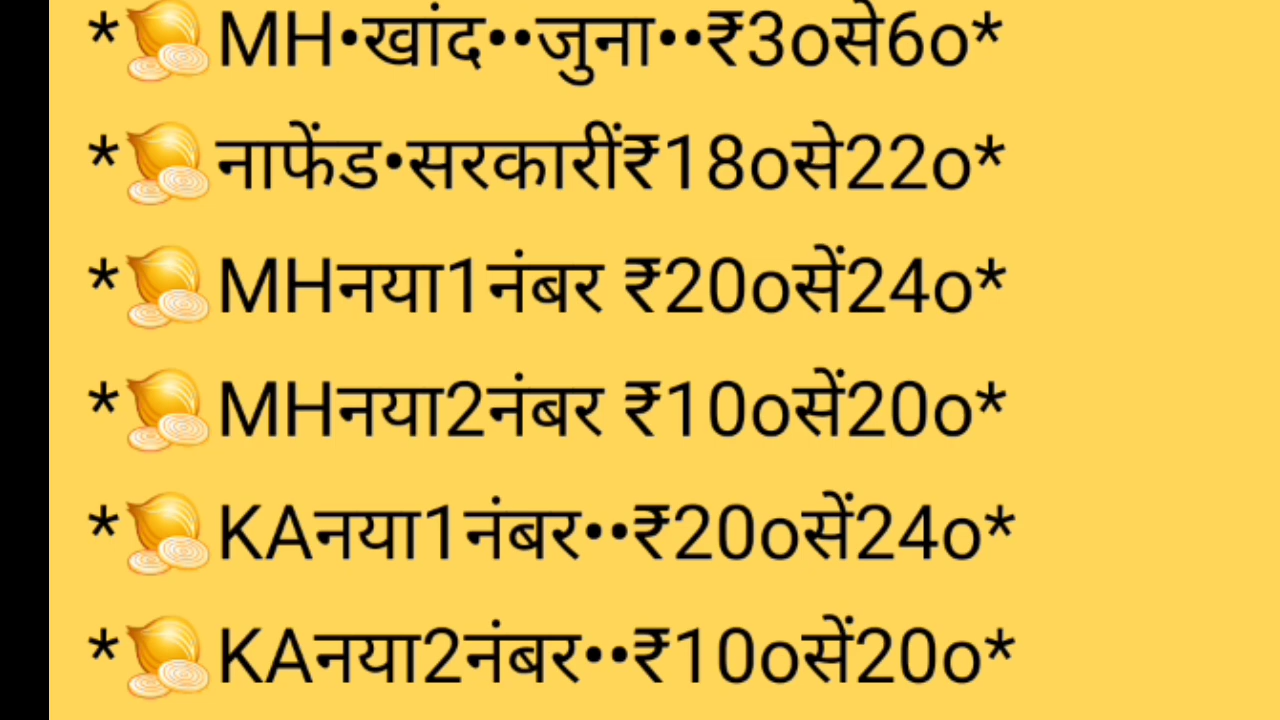 *🧅MH•खांद••जुना••₹3oसे6o*
*🧅नाफेंड•सरकारीं₹18oसे22o*
*🧅MHनया1नंबर ₹20oसें24o*
*🧅MHनया2नंबर ₹10oसें20o*
*🧅KAनया1नंबर••₹20oसें24o*
*🧅KAनया2नंबर••₹10oसें20o*